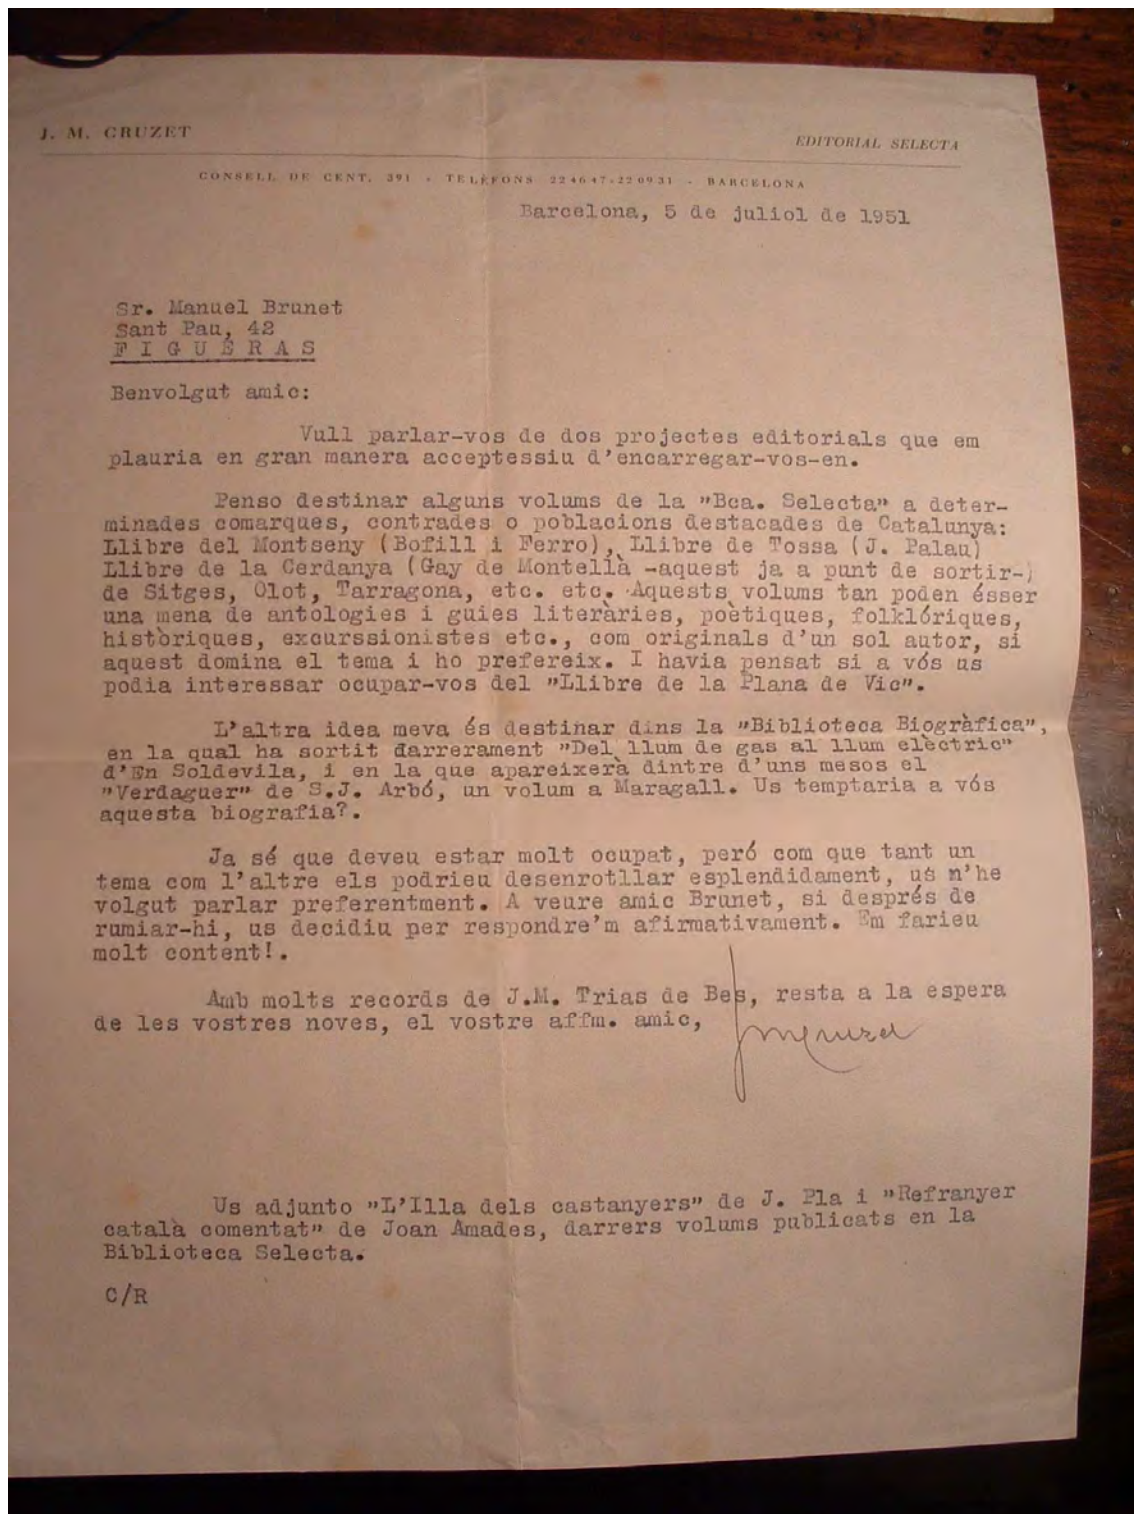 J. M. CRUZET
EDITORIAL SELECTA
CONSELL DE CENT, 391 - TELÈFONS 22 46 47 - 22 09 31 - BARCELONA
Barcelona, 5 de juliol de 1951
Sr. Manuel Brunet
Sant Pau, 42
F I G U E R A S
Benvolgut amic:
Vull parlar-vos de dos projectes editorials que em
plauria en gran manera acceptessiu d'encarregar-vos-en.
Penso destinar alguns volums de la "Bca. Selecta" a deter-
minades comarques, contrades o poblacions destacades de Catalunya:
Llibre del Montseny (Bofill i Ferro), Llibre de Tossa (J. Palau)
Llibre de la Cerdanya (Gay de Montellà -aquest ja a punt de sortir-)
de Sitges, Olot, Tarragona, etc. etc. Aquests volums tan poden ésser
una mena de antologies i guies literàries, poètiques, folklóriques,
històriques, excurssionistes etc., com originals d'un sol autor, si
aquest domina el tema i ho prefereix. I havia pensat si a vós us
podia interessar ocupar-vos del "Llibre de la Plana de Vic".
L'altra idea meva és destinar dins la "Biblioteca Biogràfica",
en la qual ha sortit darrerament "Del llum de gas al llum elèctric"
d'En Soldevila, i en la que apareixerà dintre d'uns mesos el
"Verdaguer" de S.J. Arbó, un volum a Maragall. Us temptaria a vós
aquesta biografia?.
Ja sé que deveu estar molt ocupat, peró com que tant un
tema com l'altre els podrieu desenrotllar esplendidament, us n'he
volgut parlar preferentment. A veure amic Brunet, si després de
rumiar-hi, us decidiu per respondre'm afirmativament. Em farieu
molt content!.
Amb molts records de J.M. Trias de Bes, resta a la espera
de les vostres noves, el vostre affm. amic,
JMCruzet
Us adjunto "L'Illa dels castanyers" de J. Pla i "Refranyer
català comentat" de Joan Amades, darrers volums publicats en la
Biblioteca Selecta.
C/R